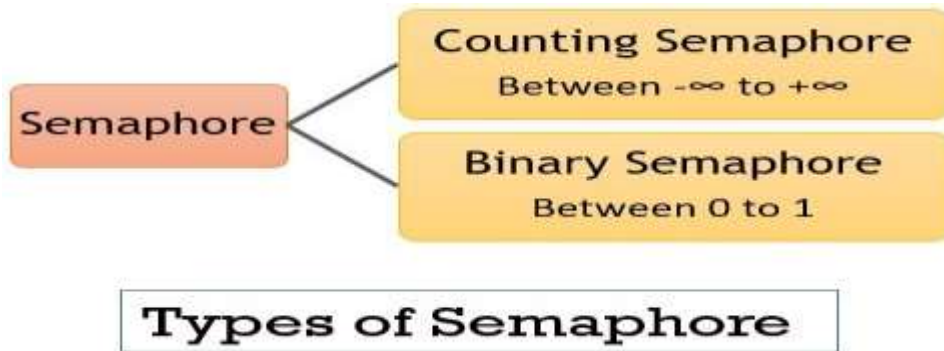 Semaphore
Counting Semaphore
Between -∞ to +∞
Binary Semaphore
Between 0 to 1
Types of Semaphore